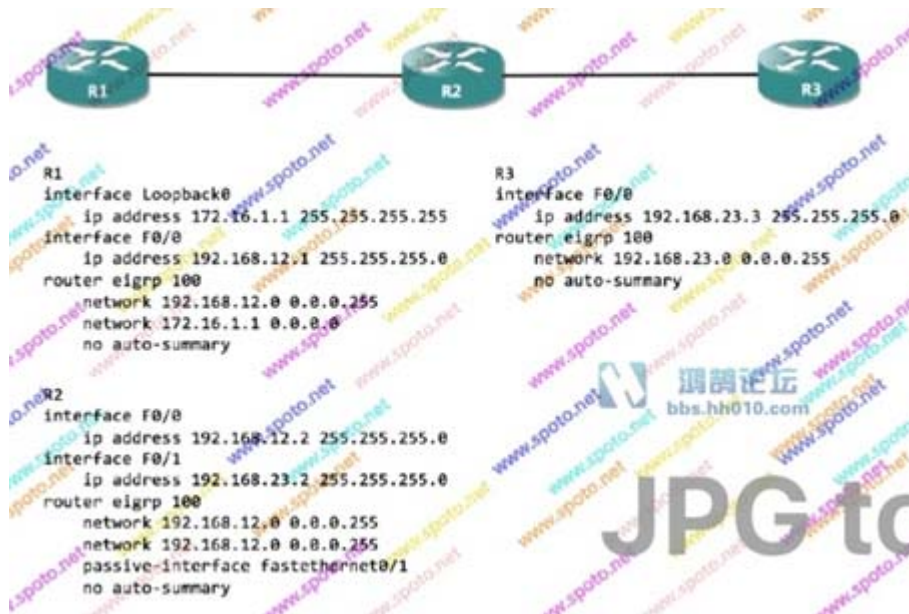 R1
R2
R3
R1
interface Loopback0
ip address 172.16.1.1 255.255.255.255
interface F0/0
ip address 192.168.12.1 255.255.255.0
router eigrp 100
network 192.168.12.0 0.0.0.255
network 172.16.1.1 0.0.0.0
no auto-summary
R2
interface F0/0
ip address 192.168.12.2 255.255.255.0
interface F0/1
ip address 192.168.23.2 255.255.255.0
router eigrp 100
network 192.168.12.0 0.0.0.255
network 192.168.12.0 0.0.0.255
passive-interface fastethernet0/1
no auto-summary
R3
interface F0/0
ip address 192.168.23.3 255.255.255.0
router eigrp 100
network 192.168.23.0 0.0.0.255
no auto-summary
鸿鹄论坛
bbs.hh010.com
JPG to
www.spoto.net